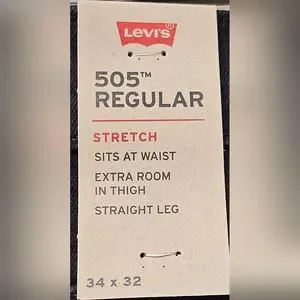 LEVI'S
505™
REGULAR
STRETCH
SITS AT WAIST
EXTRA ROOM
IN THIGH
STRAIGHT LEG
34 x 32